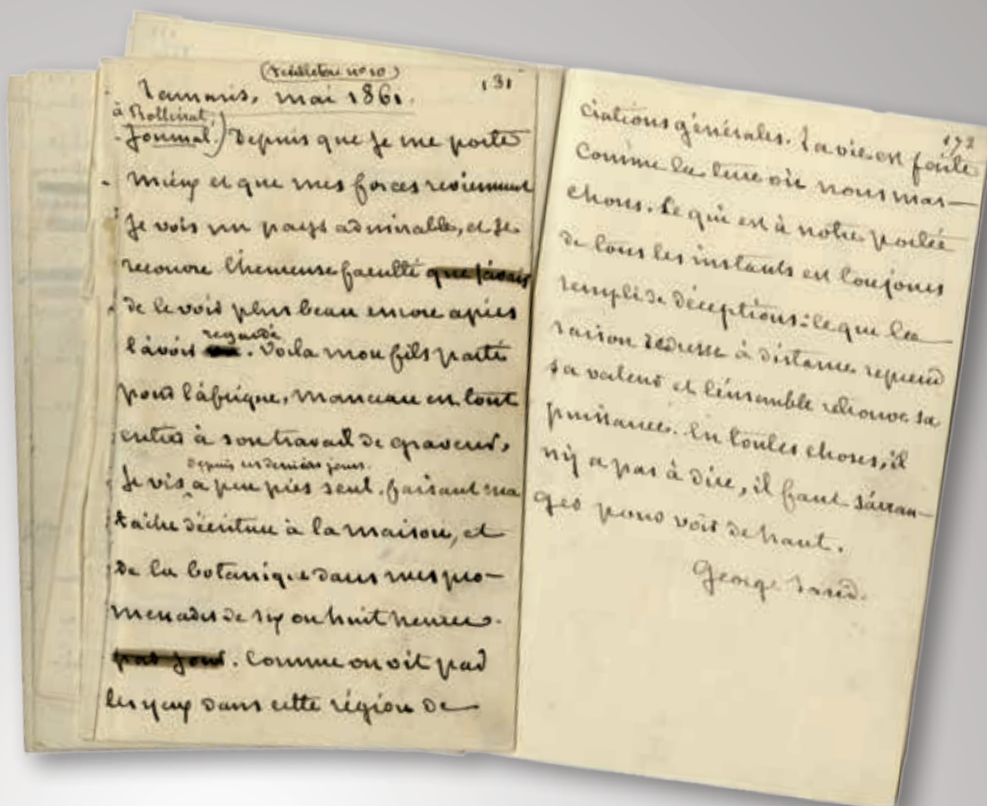 (feuilleton no 10)
131
Tamaris, mai 1861.
à Rollinat,
Journal.) Depuis que je me porte
mieux et que mes forces reviennent
je vois un pays admirable, et je
retrouve l'heureuse faculté que j'avais
de le voir plus beau encore après
regardé
l'avoir . Voila mon fils parti
pour l'afrique, manceau est tout
entier à son travail de graveur,
depuis ces derniers jours.
Je vis à peu près seul. faisant ma
tache d'écriture à la maison, et
de la botanique dans mes pro-
menades de six ou huit heures.
par jour. Comme on vit par
les yeux dans cette région de
172
ciations générales. La vie est faite
comme la terre où nous mar-
chons. Ce qui est à notre portée
de tous les instants est toujours
rempli de déceptions: ce que la
raison redresse à distance reprend
sa valeur et l'ensemble retrouve sa
puissance. En toutes choses, il
n'y a pas à dire, il faut s'arran-
ger pour voir de haut.
George Sand.